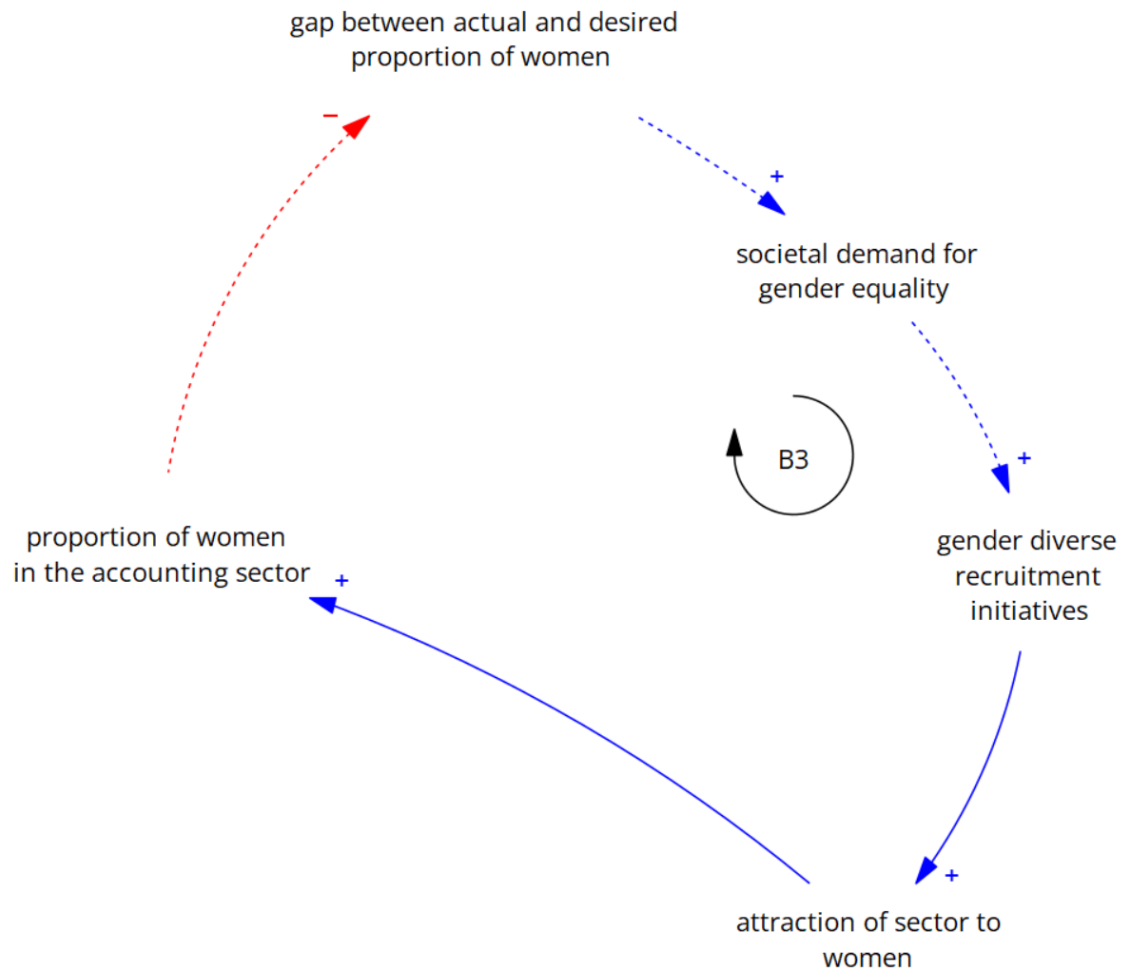 gap between actual and desired
proportion of women
−
+
societal demand for
gender equality
B3
+
proportion of women
in the accounting sector
+
gender diverse
recruitment
initiatives
+
attraction of sector to
women